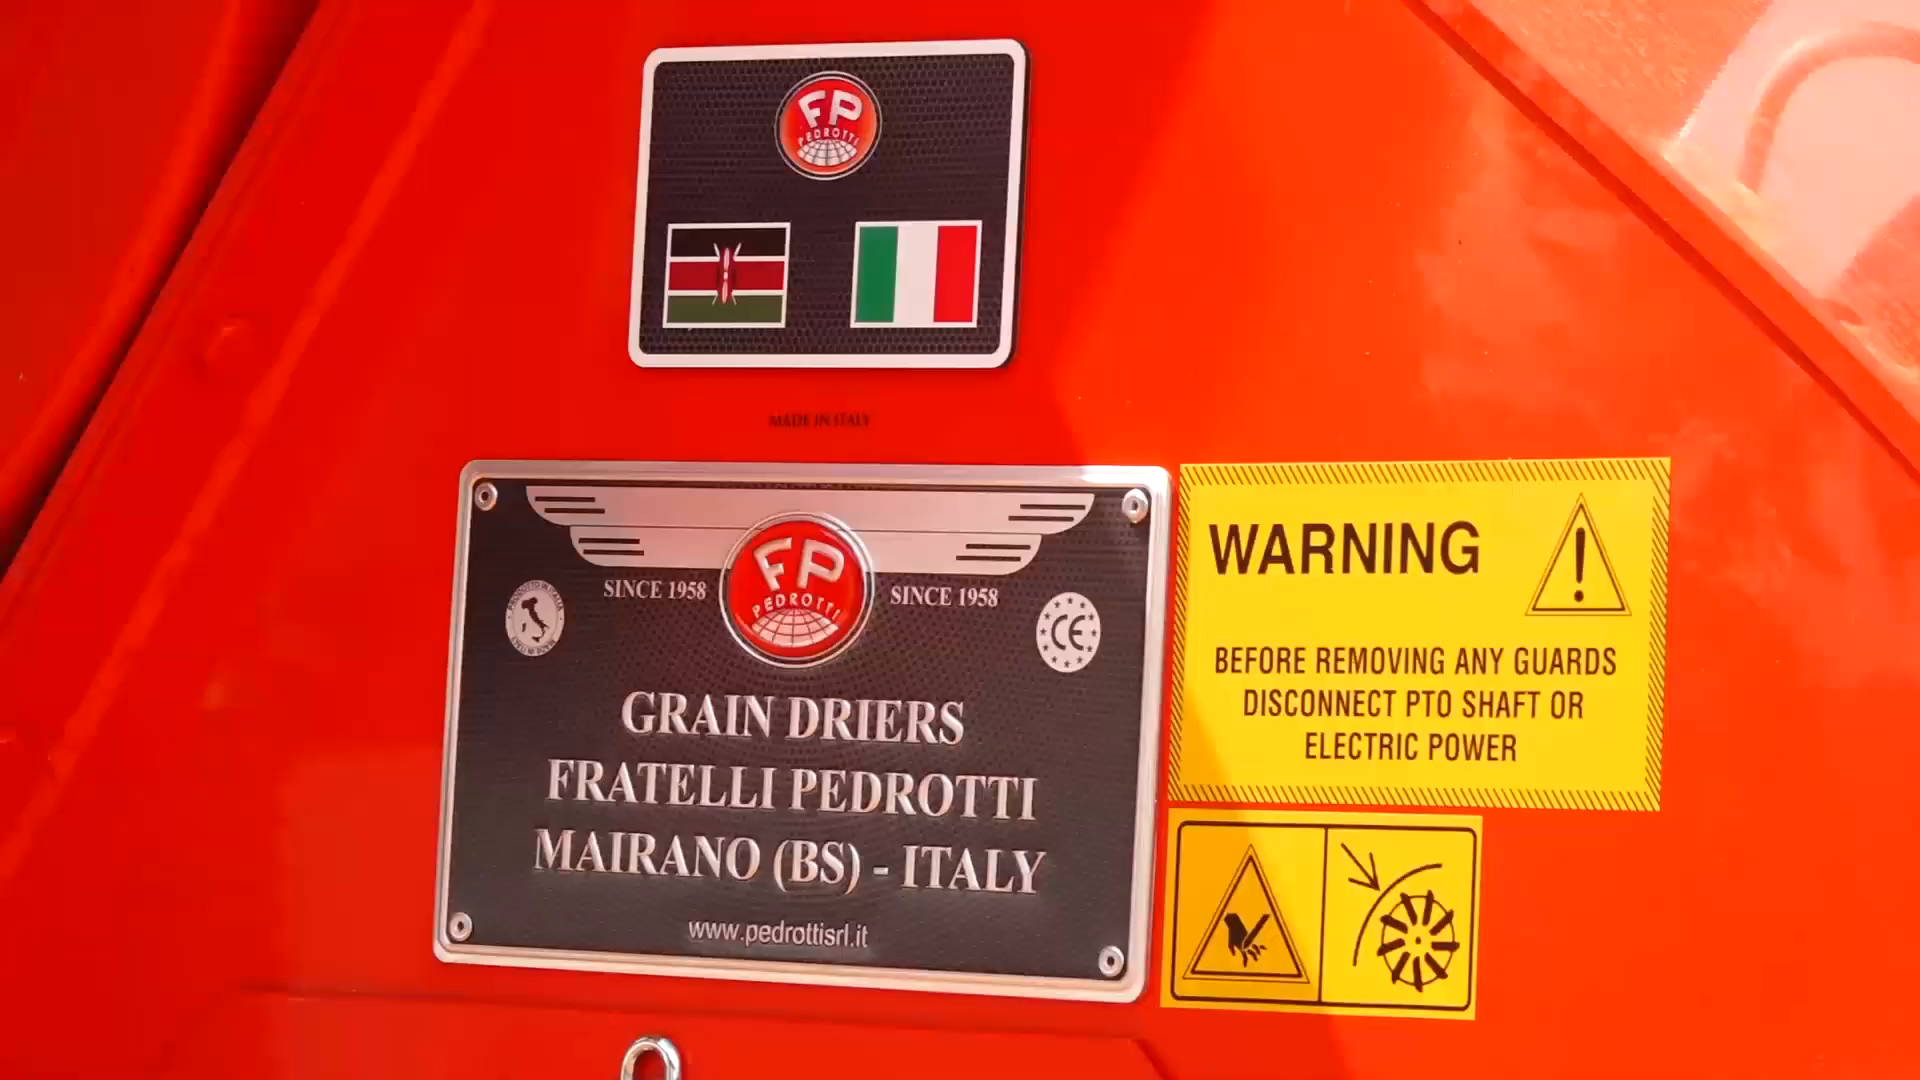 FP
PEDROTTI
MADE IN ITALY
FP
PEDROTTI
SINCE 1958
SINCE 1958
CE
GRAIN DRIERS
FRATELLI PEDROTTI
MAIRANO (BS) - ITALY
www.pedrottisrl.it
WARNING
BEFORE REMOVING ANY GUARDS
DISCONNECT PTO SHAFT OR
ELECTRIC POWER